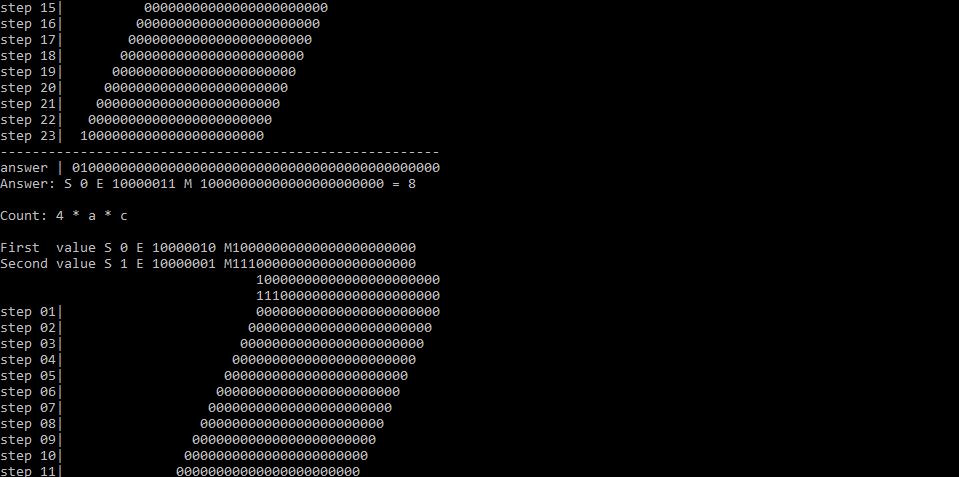 step 15|          00000000000000000000000
step 16|         00000000000000000000000
step 17|        00000000000000000000000
step 18|       00000000000000000000000
step 19|      00000000000000000000000
step 20|     00000000000000000000000
step 21|    00000000000000000000000
step 22|   00000000000000000000000
step 23|  10000000000000000000000
-------------------------------------------------------
answer | 0100000000000000000000000000000000000000000000
Answer: S 0 E 10000011 M 10000000000000000000000 = 8
Count: 4 * a * c
First  value S 0 E 10000010 M10000000000000000000000
Second value S 1 E 10000001 M11100000000000000000000
                                10000000000000000000000
                                11100000000000000000000
step 01|                        00000000000000000000000
step 02|                       00000000000000000000000
step 03|                      00000000000000000000000
step 04|                     00000000000000000000000
step 05|                    00000000000000000000000
step 06|                   00000000000000000000000
step 07|                  00000000000000000000000
step 08|                 00000000000000000000000
step 09|                00000000000000000000000
step 10|               00000000000000000000000
step 11|              00000000000000000000000